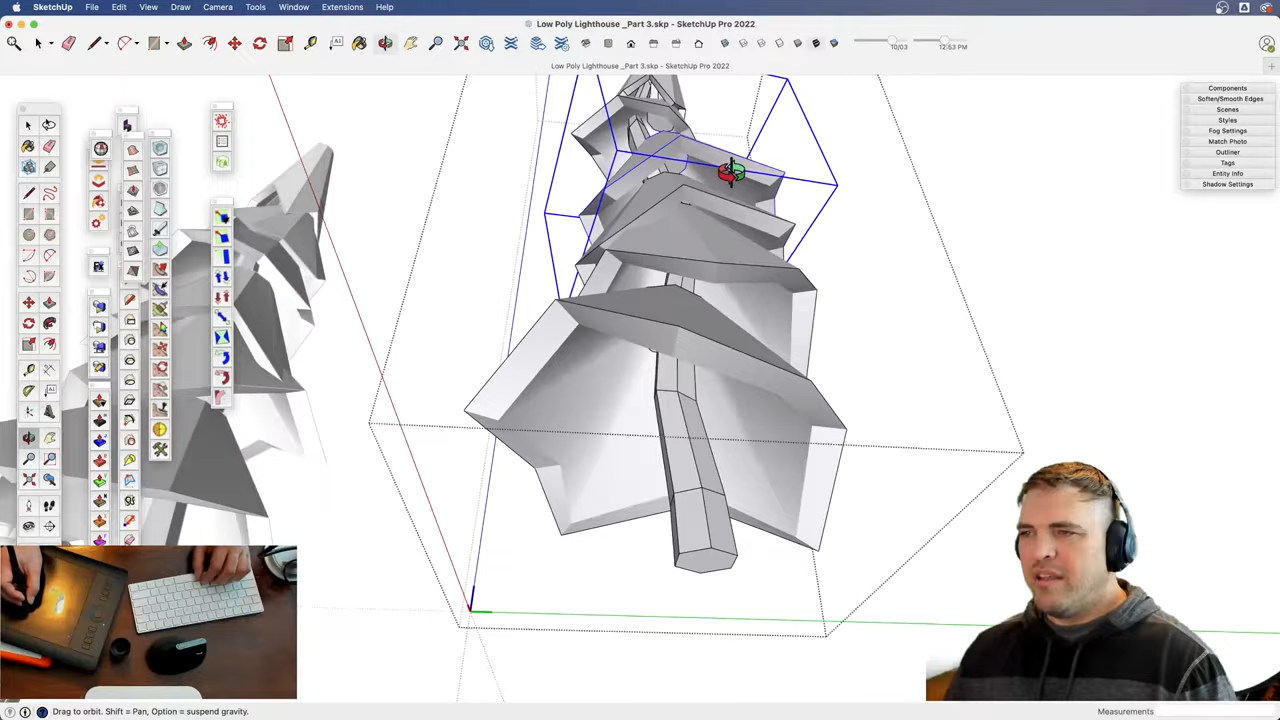 SketchUp File Edit View Draw Camera Tools Window Extensions Help
Low Poly Lighthouse _Part 3.skp - SketchUp Pro 2022
10/03 12:53 PM
Low Poly Lighthouse _Part 3.skp - SketchUp Pro 2022
Components
Soften/Smooth Edges
Scenes
Styles
Fog Settings
Match Photo
Outliner
Tags
Entity Info
Shadow Settings
Drag to orbit. Shift = Pan, Option = suspend gravity.
Measurements